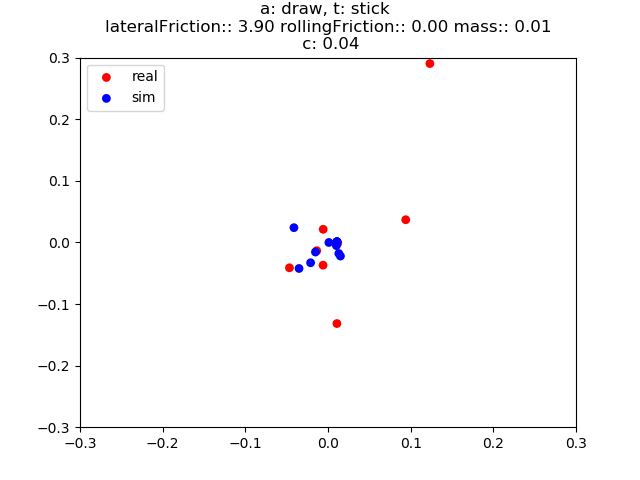 a: draw, t: stick
lateralFriction:: 3.90 rollingFriction:: 0.00 mass:: 0.01
c: 0.04
real
sim
0.3
0.2
0.1
0.0
−0.1
−0.2
−0.3
−0.3 −0.2 −0.1 0.0 0.1 0.2 0.3